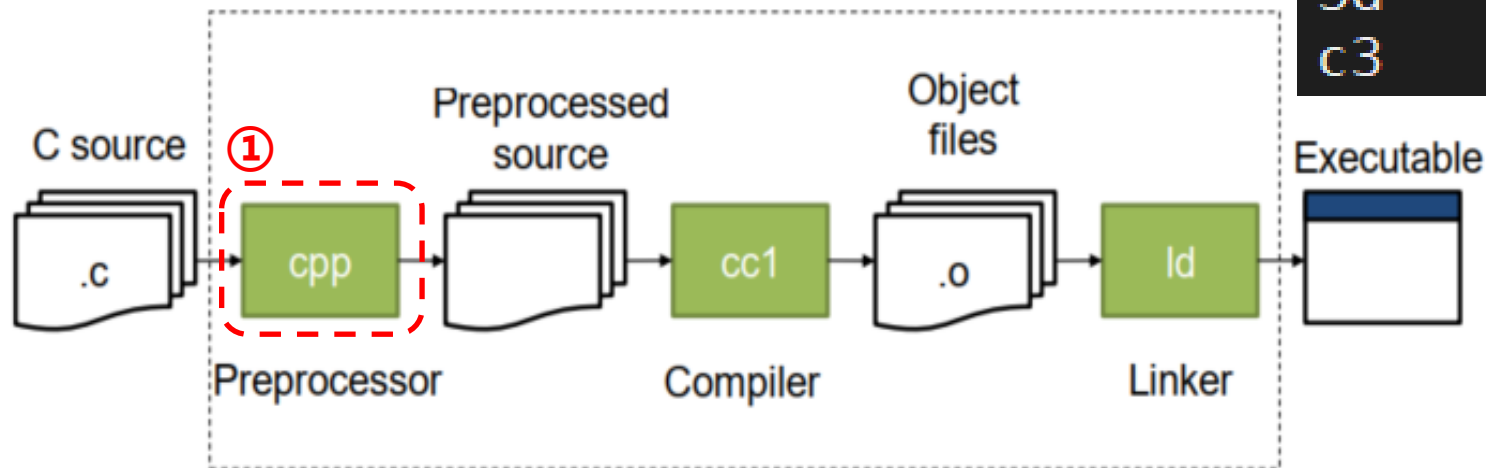 c3
C source
①
Preprocessed
source
Object
files
Executable
.c
cpp
cc1
.o
ld
Preprocessor
Compiler
Linker